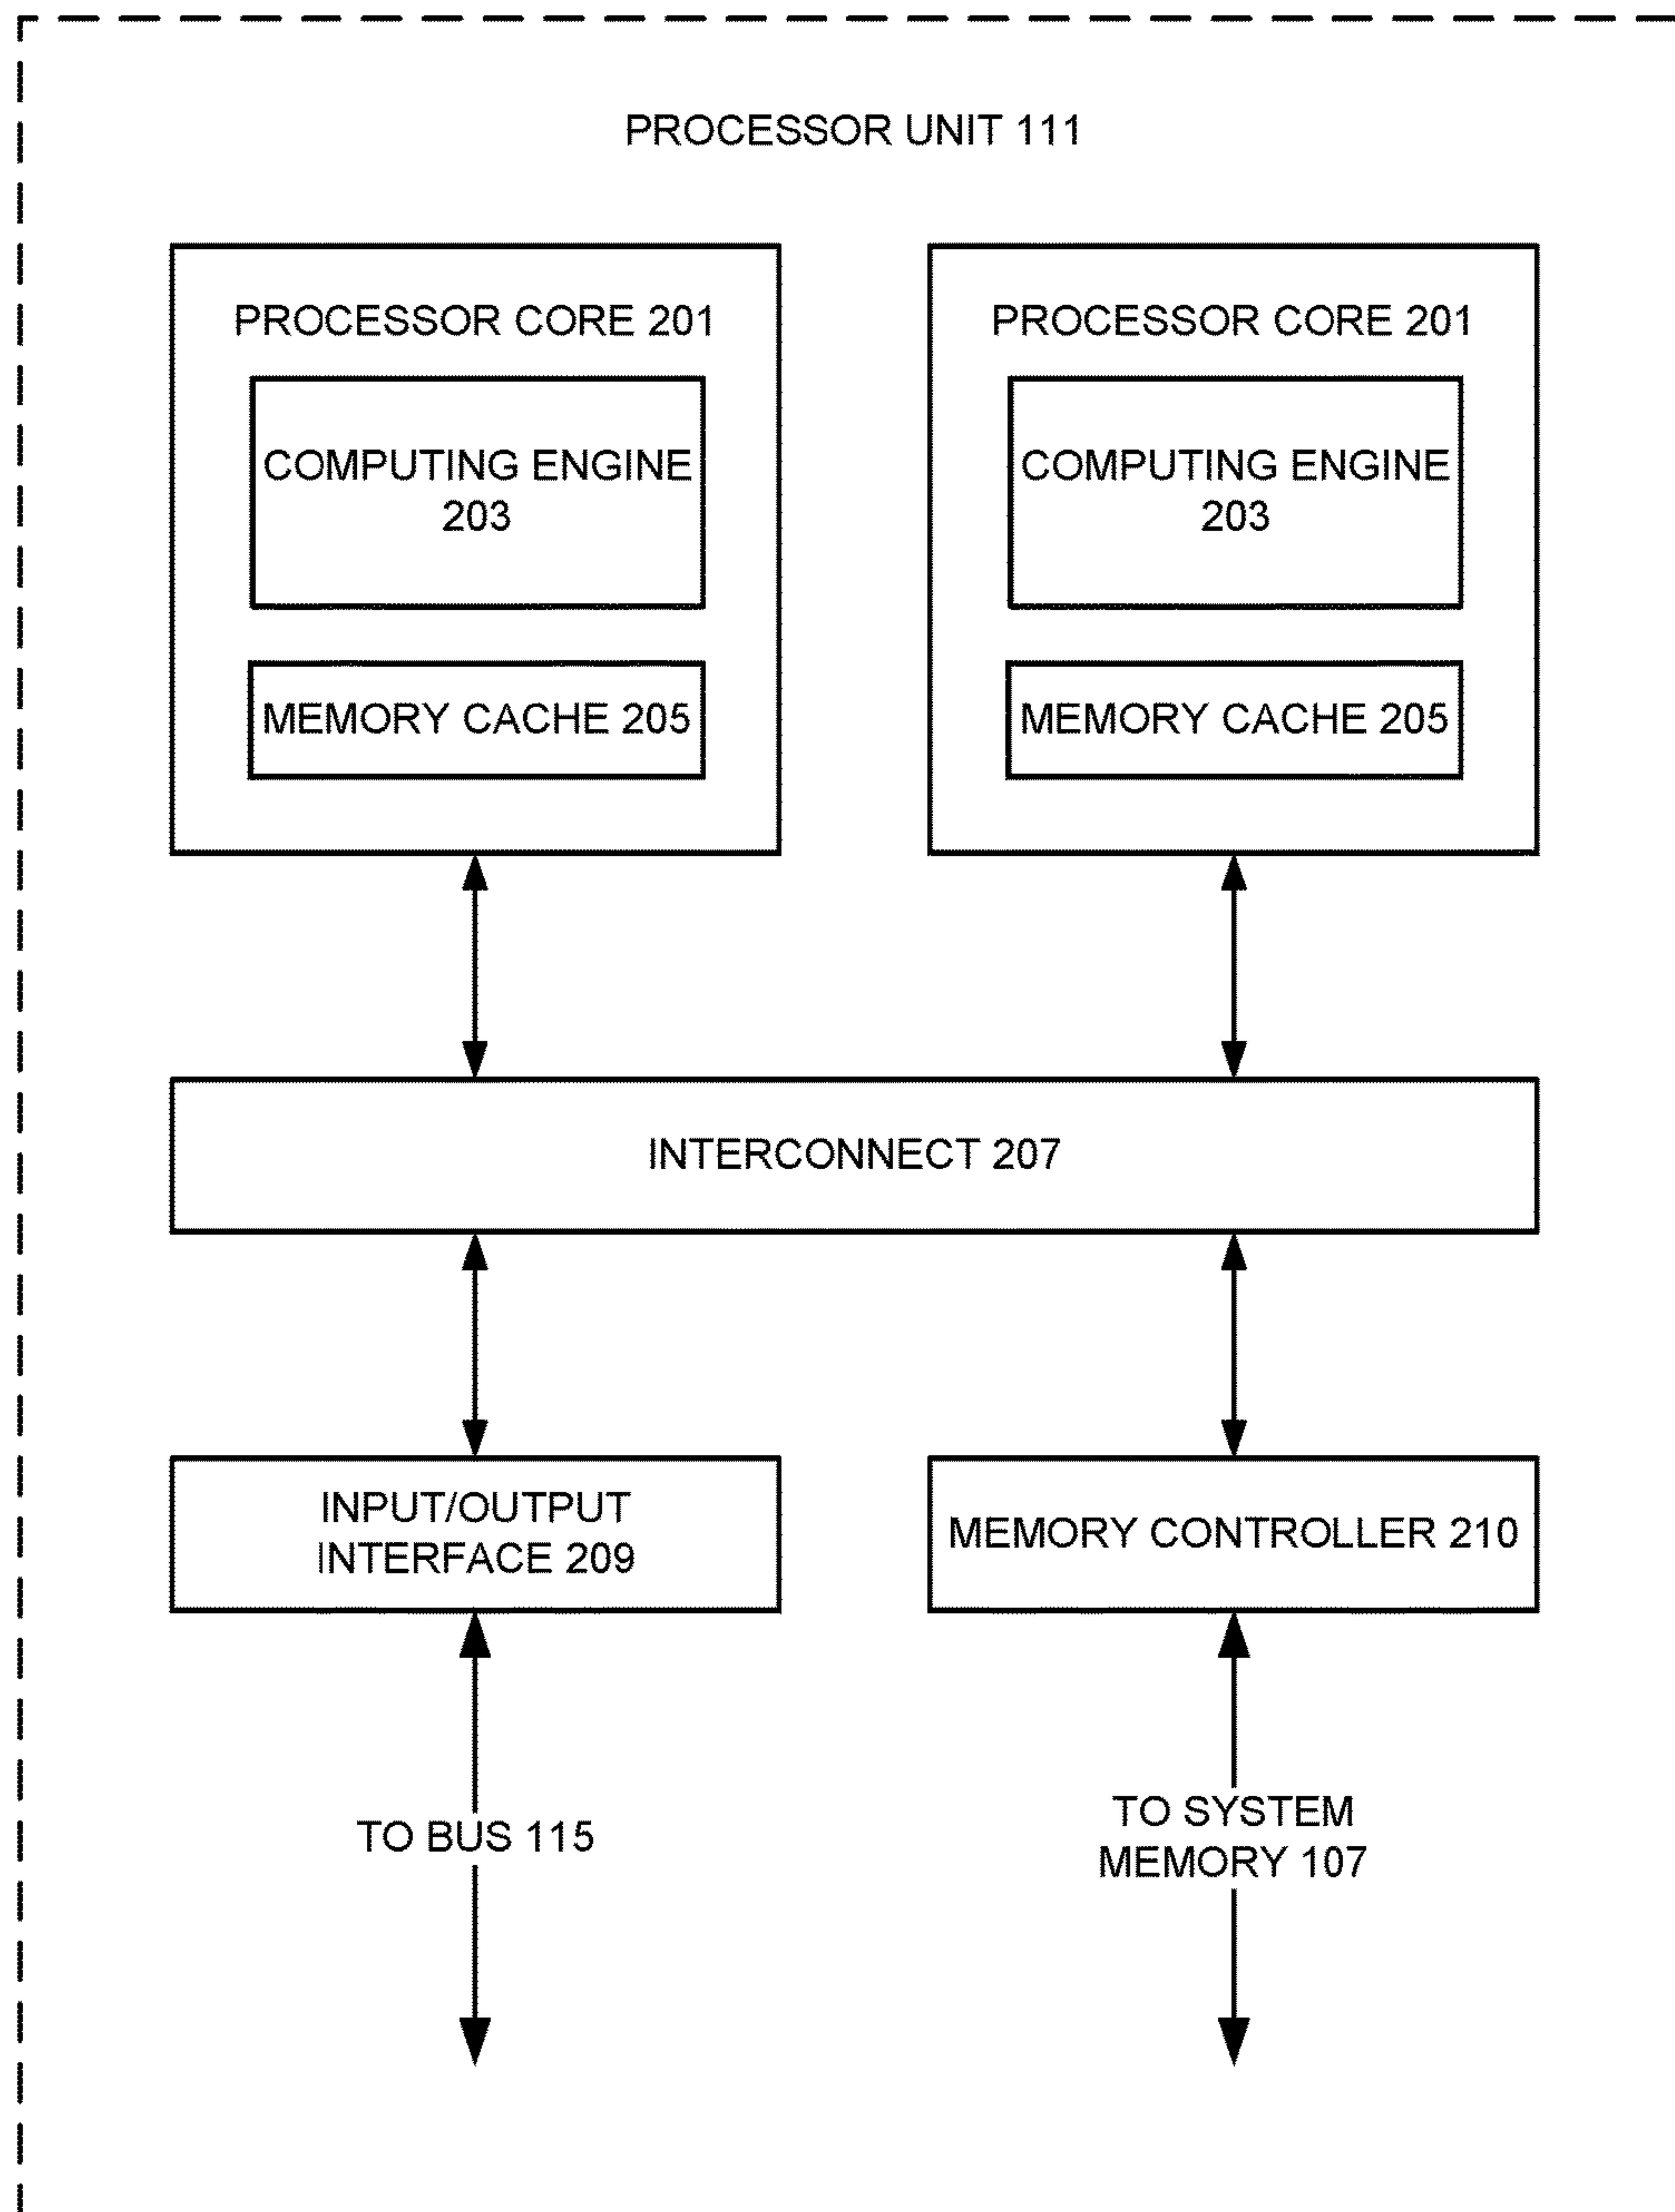 PROCESSOR UNIT 111
PROCESSOR CORE 201
COMPUTING ENGINE
203
MEMORY CACHE 205
PROCESSOR CORE 201
COMPUTING ENGINE
203
MEMORY CACHE 205
INTERCONNECT 207
INPUT/OUTPUT
INTERFACE 209
MEMORY CONTROLLER 210
TO BUS 115
TO SYSTEM
MEMORY 107